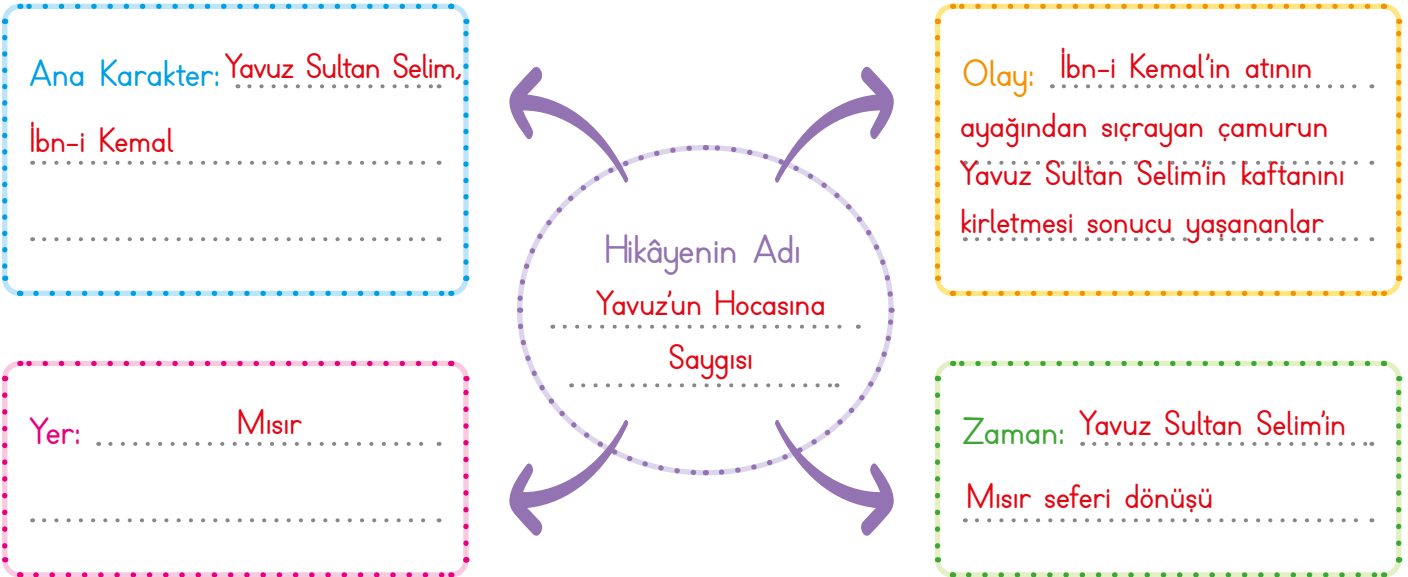 Ana Karakter: Yavuz Sultan Selim,
İbn-i Kemal
Olay: İbn-i Kemal'in atının
ayağından sıçrayan çamurun
Yavuz Sultan Selim'in kaftanını
kirletmesi sonucu yaşananlar
Hikâyenin Adı
Yavuz'un Hocasına
Saygısı
Yer: Mısır
Zaman: Yavuz Sultan Selim'in
Mısır seferi dönüşü